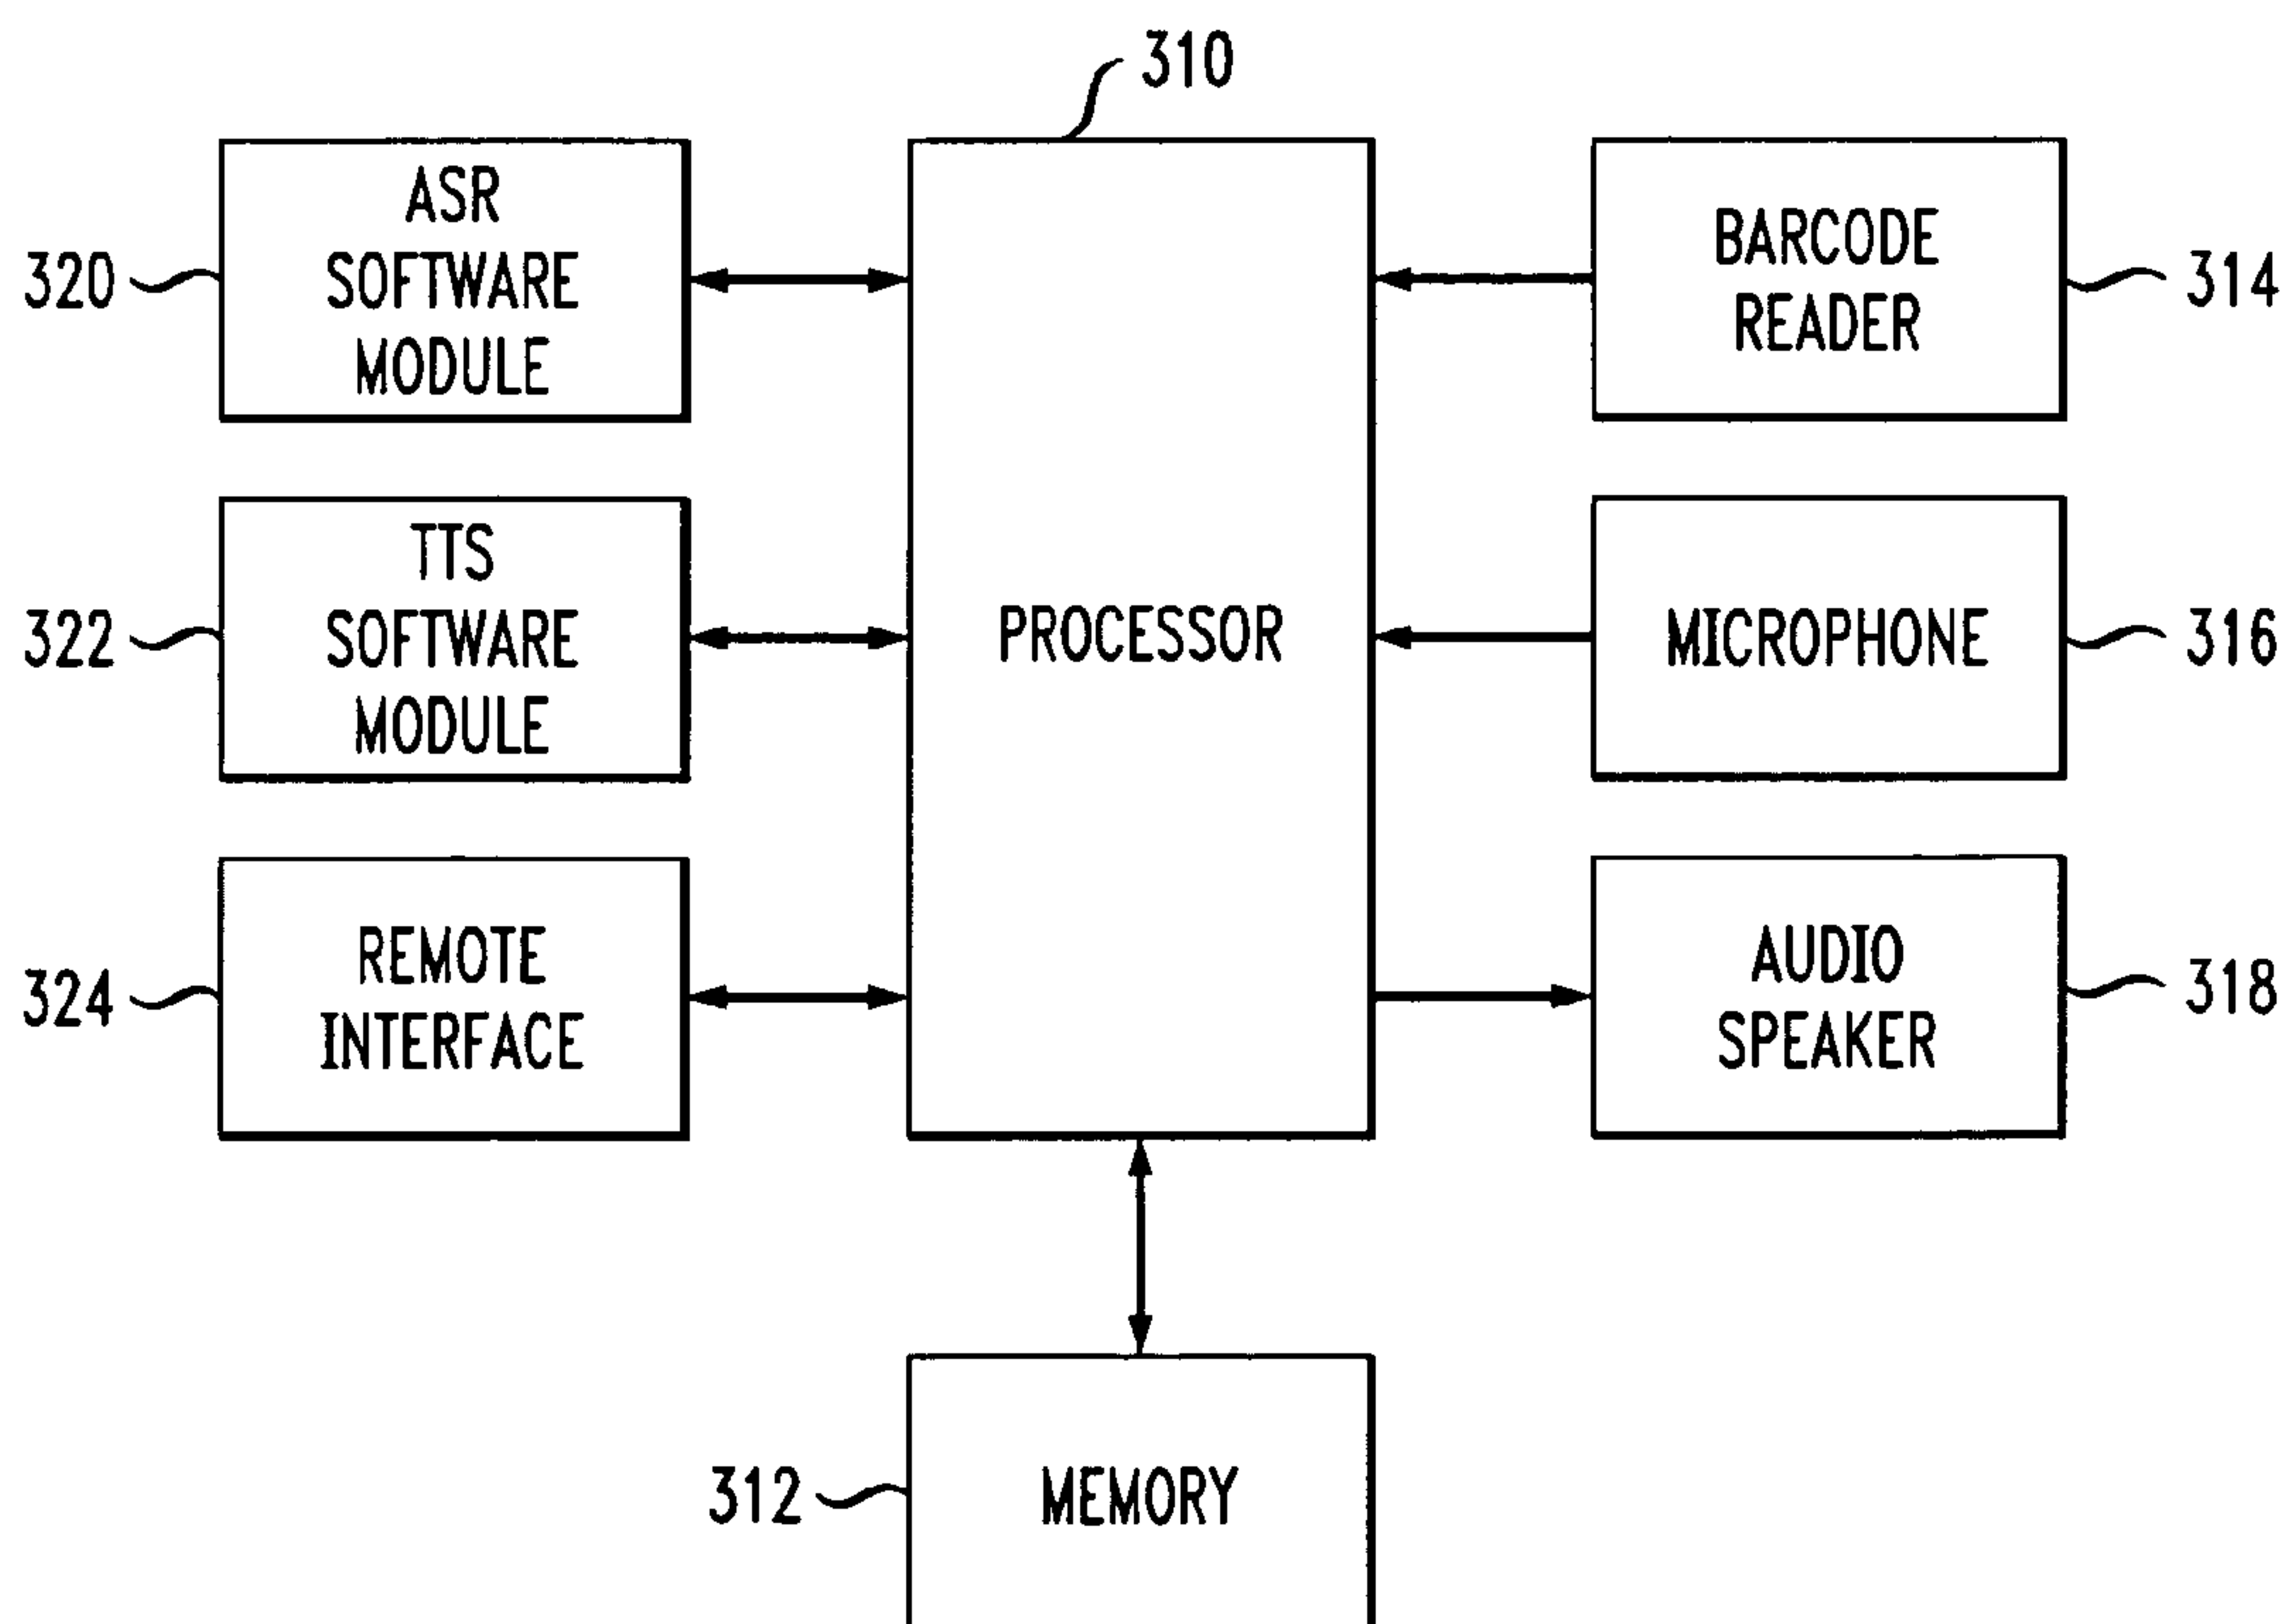 310
ASR
SOFTWARE
MODULE
320
PROCESSOR
BARCODE
READER
314
TTS
SOFTWARE
MODULE
322
MICROPHONE
316
REMOTE
INTERFACE
324
AUDIO
SPEAKER
318
312
MEMORY